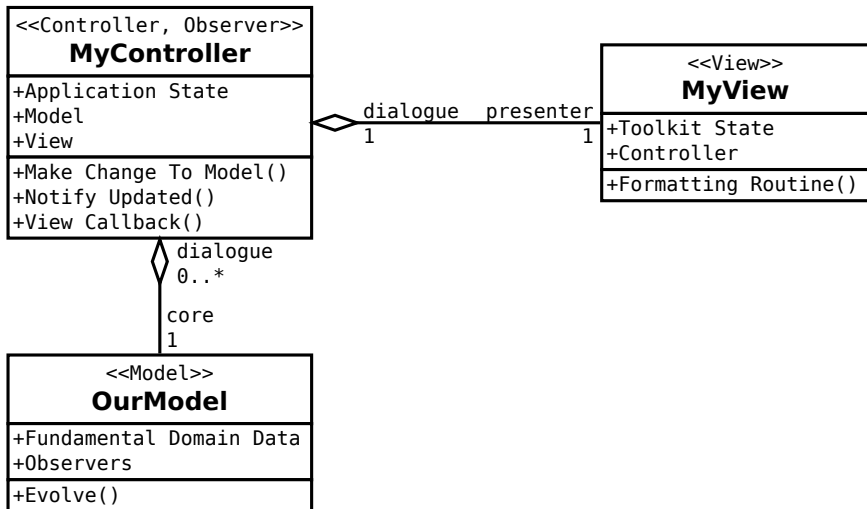 <<Controller, Observer>>
MyController
+Application State
+Model
+View
+Make Change To Model()
+Notify Updated()
+View Callback()
dialogue presenter
1 1
<<View>>
MyView
+Toolkit State
+Controller
+Formatting Routine()
dialogue
0..*
core
1
<<Model>>
OurModel
+Fundamental Domain Data
+Observers
+Evolve()